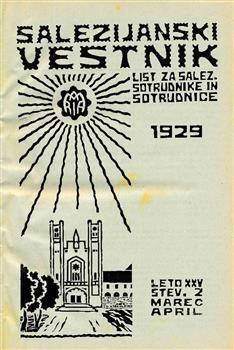 SALEZIJANSKI
VESTNIK
LIST ZA SALEZ.
SOTRUDNIKE IN
SOTRUDNICE
1929
LETO XXV
ŠTEV. 2
MAREC
APRIL